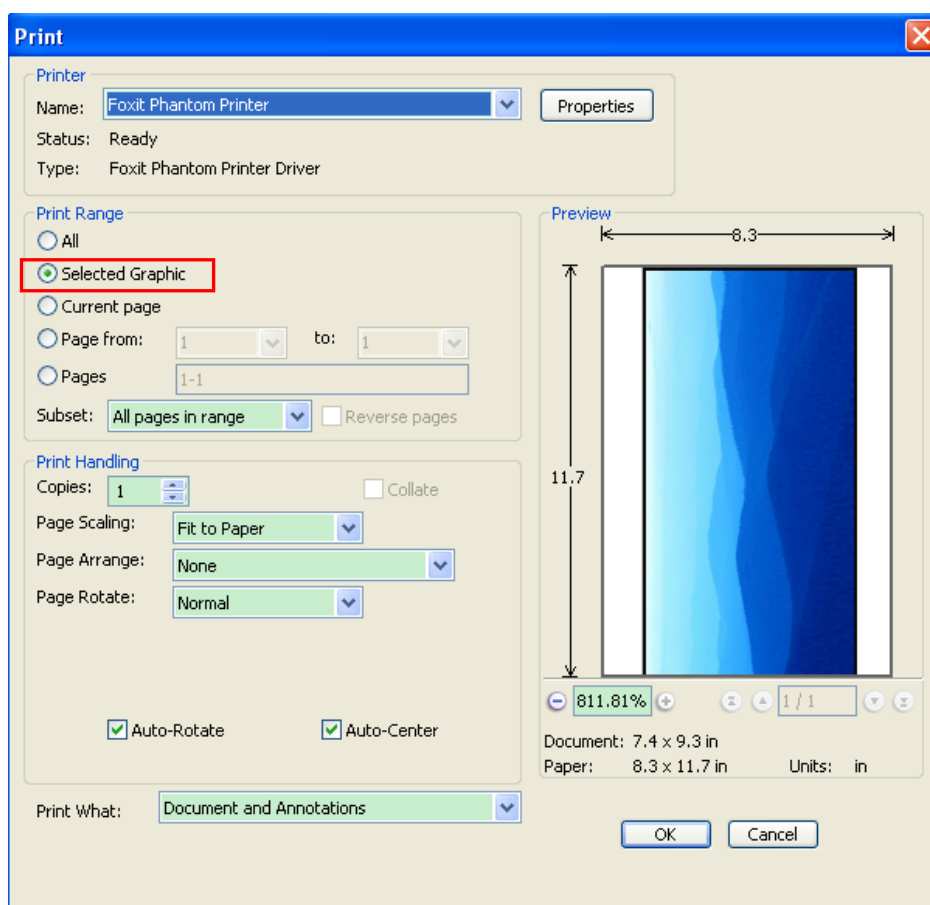 Print
Printer
Name: Foxit Phantom Printer Properties
Status: Ready
Type: Foxit Phantom Printer Driver
Print Range
All
Selected Graphic
Current page
Page from: 1 to: 1
Pages 1-1
Subset: All pages in range Reverse pages
Print Handling
Copies: 1 Collate
Page Scaling: Fit to Paper
Page Arrange: None
Page Rotate: Normal
Auto-Rotate Auto-Center
Print What: Document and Annotations
Preview
8.3
11.7
811.81% 1 / 1
Document: 7.4 x 9.3 in
Paper: 8.3 x 11.7 in Units: in
OK Cancel